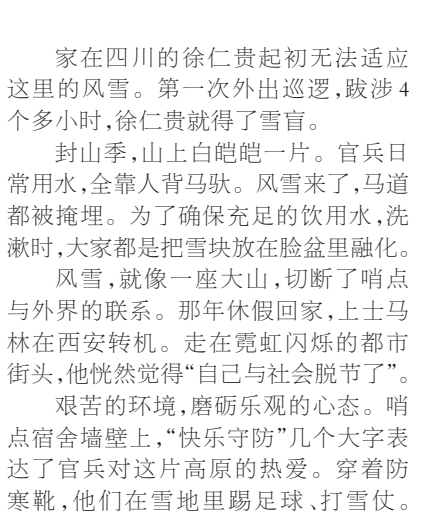 家在四川的徐仁贵起初无法适应
这里的风雪。第一次外出巡逻,跋涉4
个多小时,徐仁贵就得了雪盲。
封山季,山上白皑皑一片。官兵日
常用水,全靠人背马驮。风雪来了,马道
都被掩埋。为了确保充足的饮用水,洗
漱时,大家都是把雪块放在脸盆里融化。
风雪,就像一座大山,切断了哨点
与外界的联系。那年休假回家,上士马
林在西安转机。走在霓虹闪烁的都市
街头,他恍然觉得“自己与社会脱节了”。
艰苦的环境,磨砺乐观的心态。哨
点宿舍墙壁上,“快乐守防”几个大字表
达了官兵对这片高原的热爱。穿着防
寒靴,他们在雪地里踢足球、打雪仗。